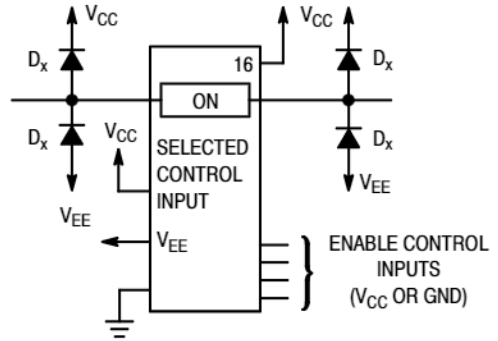 VCC
VCC
Dx
16
Dx
ON
Dx
VCC
SELECTED
CONTROL
INPUT
Dx
VEE
VEE
VEE
ENABLE CONTROL
INPUTS
(VCC OR GND)